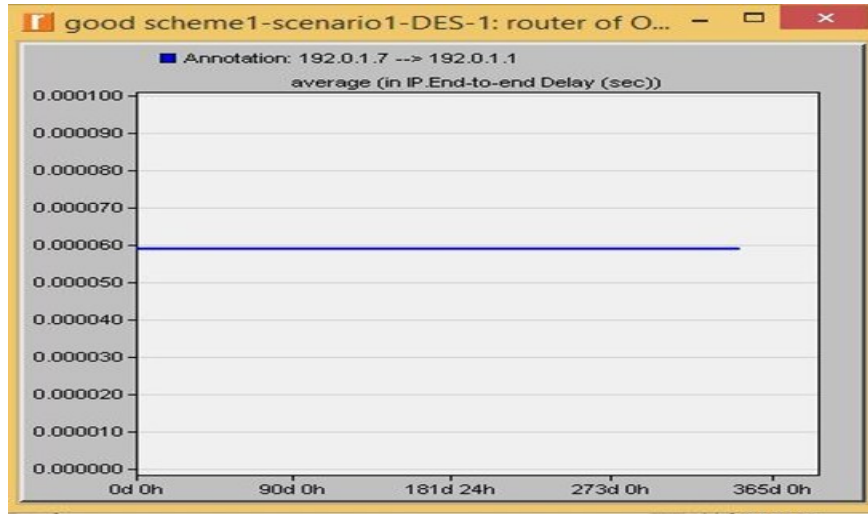 good scheme1-scenario1-DES-1: router of O...
Annotation: 192.0.1.7 --> 192.0.1.1
average (in IP.End-to-end Delay (sec))
0.000100
0.000090
0.000080
0.000070
0.000060
0.000050
0.000040
0.000030
0.000020
0.000010
0.000000
0d 0h 90d 0h 181d 24h 273d 0h 365d 0h